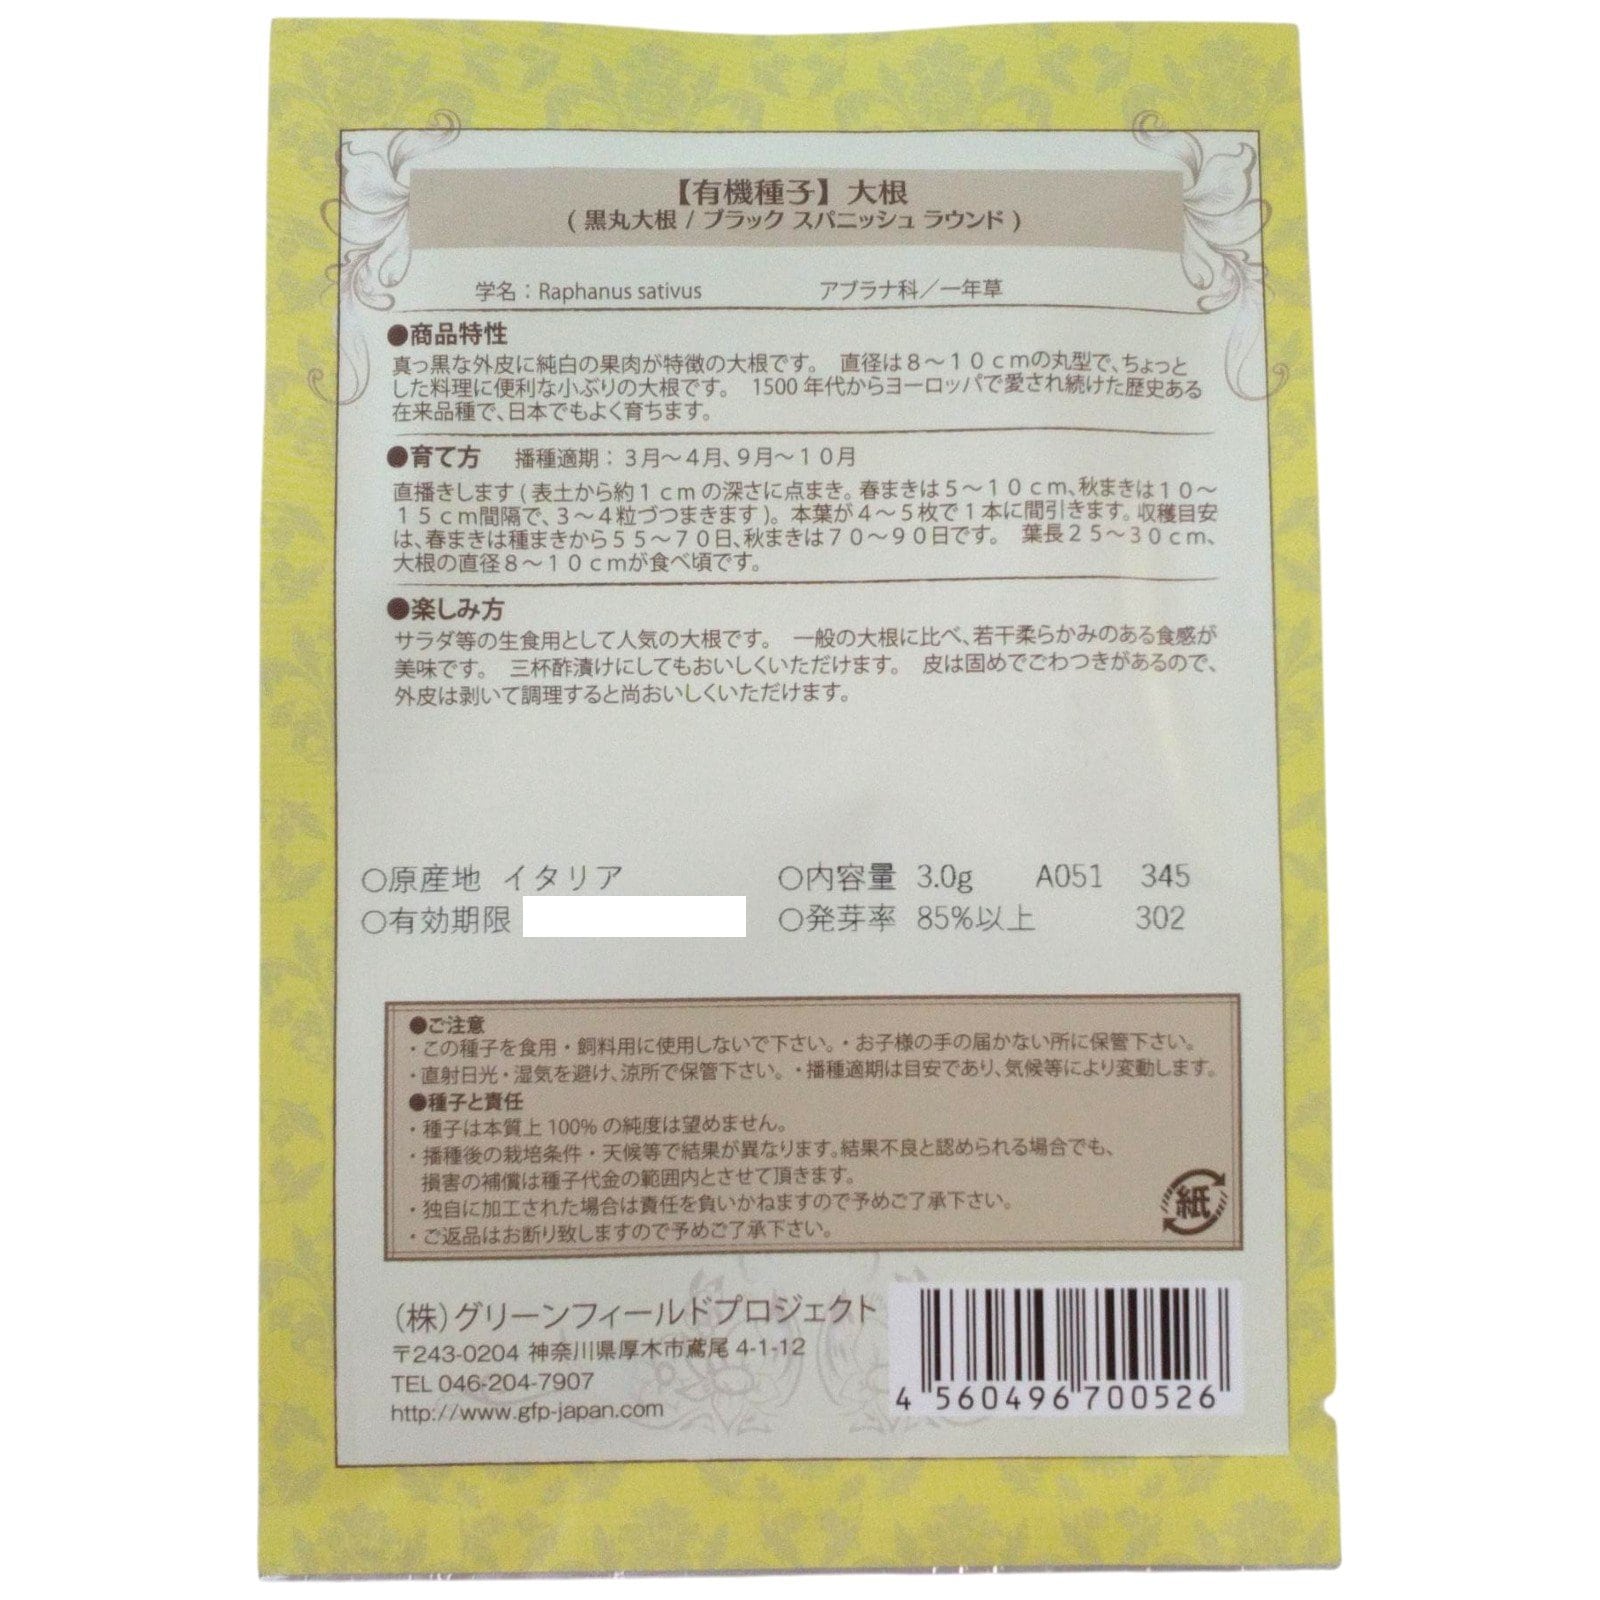 【有機種子】大根
( 黒丸大根 / ブラック スパニッシュ ラウンド )
学名：Raphanus sativus　アブラナ科／一年草
●商品特性
真っ黒な外皮に純白の果肉が特徴の大根です。 直径は８～１０ｃｍの丸型で、ちょっと
した料理に便利な小ぶりの大根です。 1500 年代からヨーロッパで愛され続けた歴史ある
在来品種で、日本でもよく育ちます。
●育て方　播種適期：３月～４月、９月～１０月
直播きします ( 表土から約１ｃｍの深さに点まき。春まきは５～１０ｃｍ、秋まきは１０～
１５ｃｍ間隔で、３～４粒づつまきます )。本葉が４～５枚で１本に間引きます。収穫目安
は、春まきは種まきから５５～７０日、秋まきは７０～９０日です。 葉長２５～３０ｃｍ、
大根の直径８～１０ｃｍが食べ頃です。
●楽しみ方
サラダ等の生食用として人気の大根です。 一般の大根に比べ、若干柔らかみのある食感が
美味です。 三杯酢漬けにしてもおいしくいただけます。 皮は固めでごわつきがあるので、
外皮は剥いて調理すると尚おいしくいただけます。
○原産地 イタリア　○内容量 3.0g　A051　345
○有効期限　○発芽率 85%以上　302
●ご注意
・この種子を食用・飼料用に使用しないで下さい。・お子様の手の届かない所に保管下さい。
・直射日光・湿気を避け、涼所で保管下さい。・播種適期は目安であり、気候等により変動します。
●種子と責任
・種子は本質上 100% の純度は望めません。
・播種後の栽培条件・天候等で結果が異なります。結果不良と認められる場合でも、
損害の補償は種子代金の範囲内とさせて頂きます。
・独自に加工された場合は責任を負いかねますので予めご了承下さい。
・ご返品はお断り致しますので予めご了承下さい。
紙
（株）グリーンフィールドプロジェクト
〒243-0204 神奈川県厚木市鳶尾 4-1-12
TEL 046-204-7907
http://www.gfp-japan.com
4 560496 700526